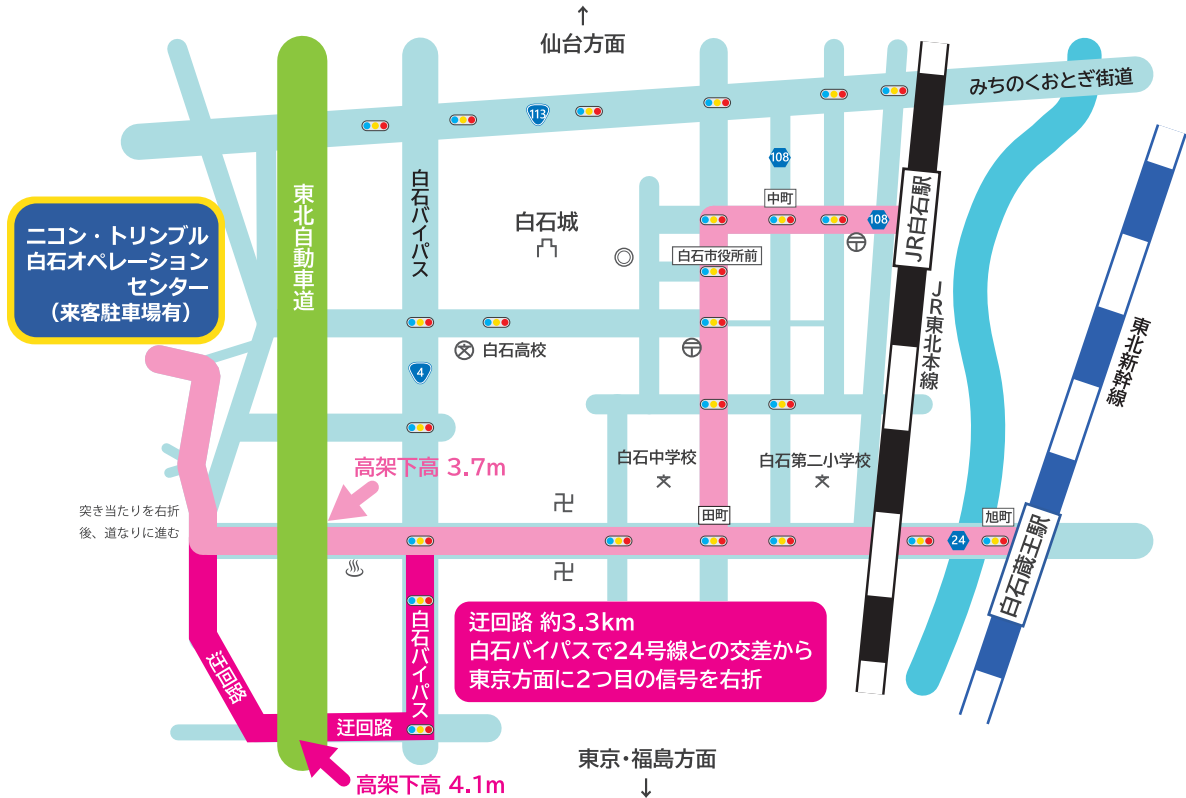 ↑
仙台方面
みちのくおとぎ街道
113
108
中町
108
JR白石駅
白石バイパス
東北自動車道
白石城
白石市役所前
ニコン・トリンブル
白石オペレーション
センター
（来客駐車場有）
JR東北本線
東北新幹線
白石高校
4
高架下高 3.7m
白石中学校
白石第二小学校
突き当たりを右折
後、道なりに進む
田町
旭町
24
白石蔵王駅
迂回路 約3.3km
白石バイパスで24号線との交差から
東京方面に2つ目の信号を右折
白石バイパス
迂回路
迂回路
高架下高 4.1m
東京・福島方面
↓